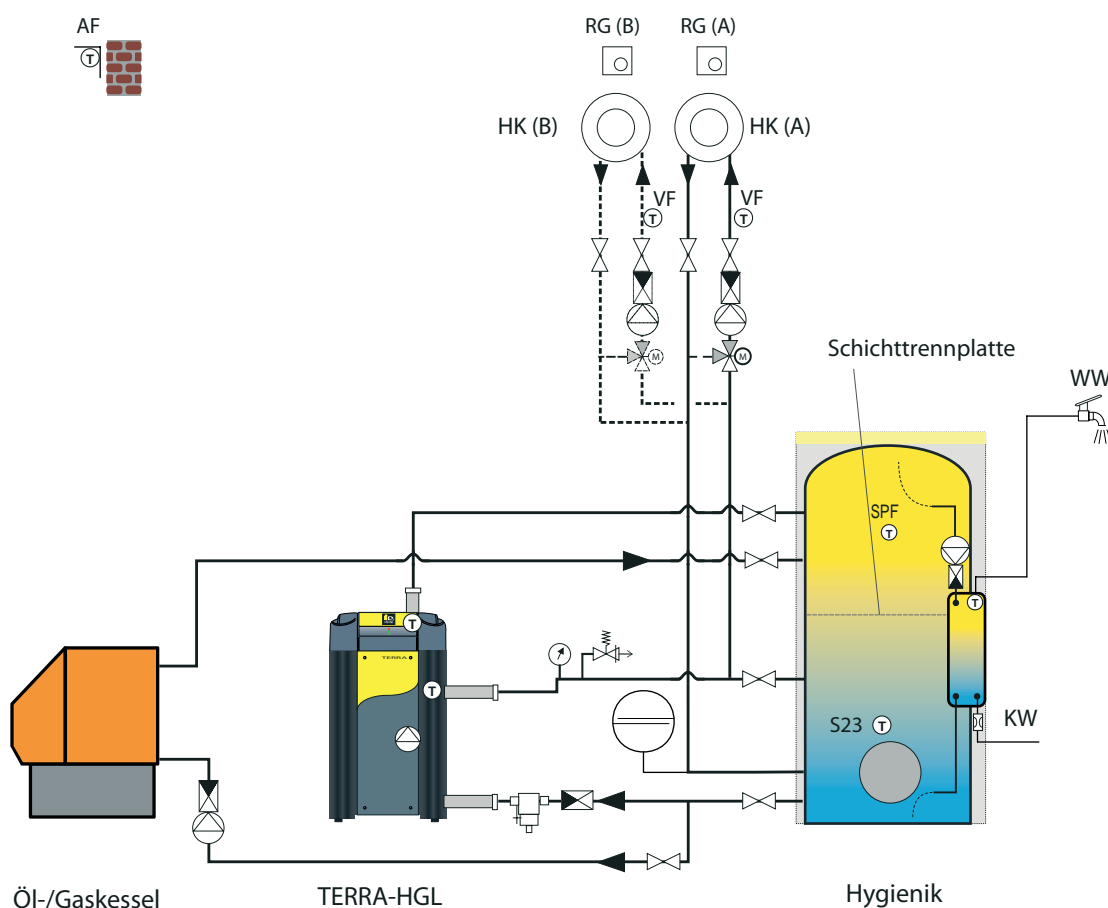 AF
T
RG (B) RG (A)
HK (B) HK (A)
VF VF
T T
M M
Schichttrennplatte
WW
SPF
T
T
T
TERRA
T
S23 T
KW
Öl-/Gaskessel TERRA-HGL Hygienik